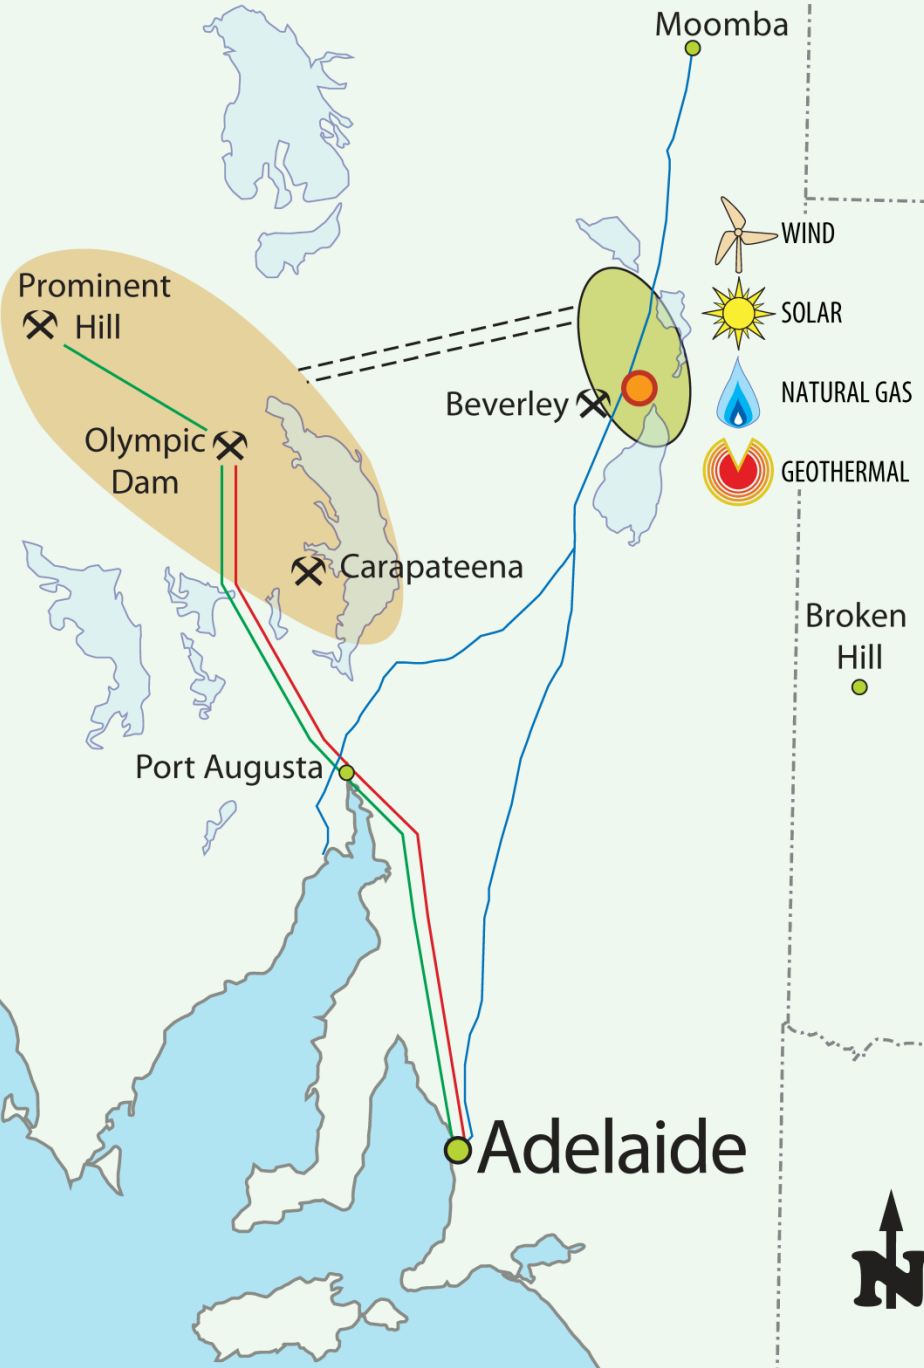 Moomba
WIND
Prominent
Hill
SOLAR
Beverley
NATURAL GAS
Olympic
Dam
GEOTHERMAL
Carapateena
Broken
Hill
Port Augusta
Adelaide
N